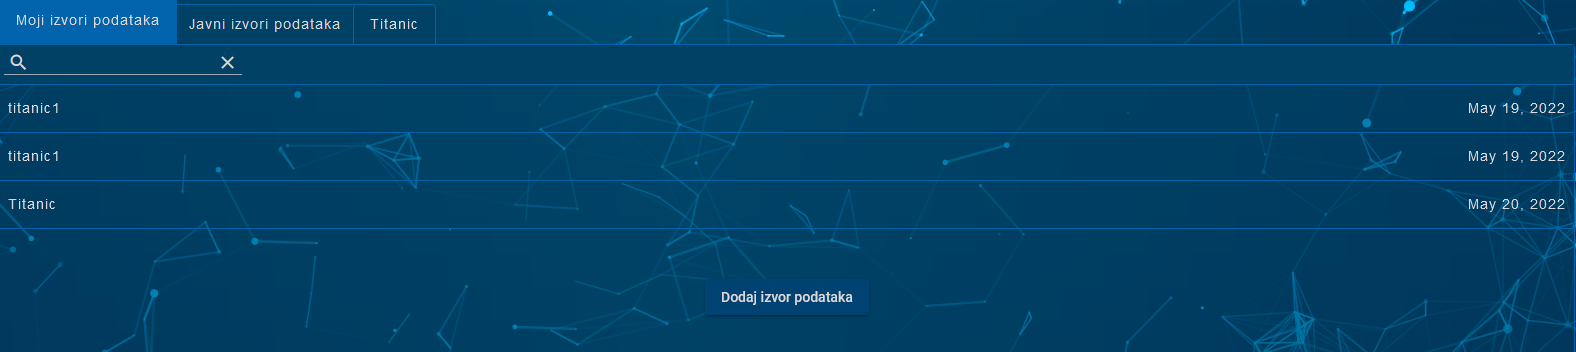 Moji izvori podataka Javni izvori podataka Titanic
titanic1 May 19, 2022
titanic1 May 19, 2022
Titanic May 20, 2022
Dodaj izvor podataka